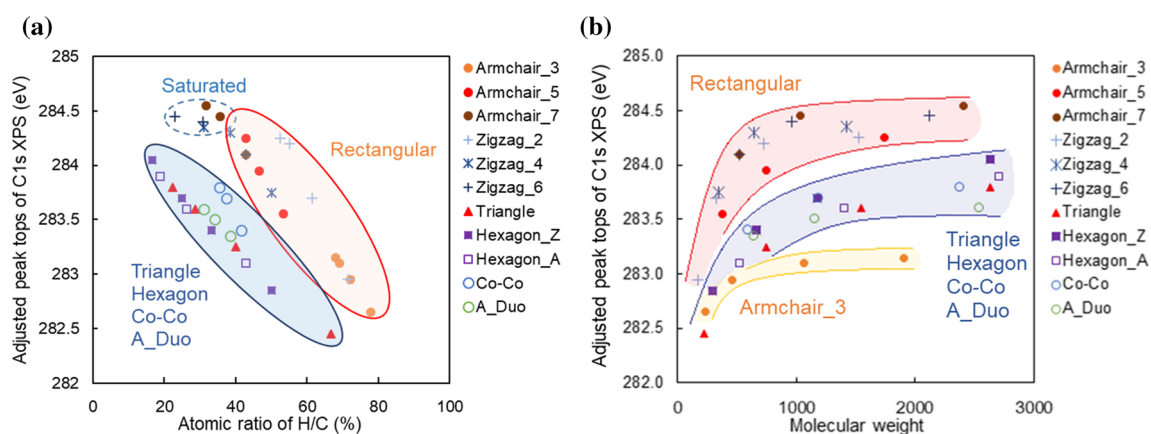 (a)
285
284.5
284
283.5
283
282.5
282
Adjusted peak tops of C1s XPS (eV)
0 20 40 60 80 100
Atomic ratio of H/C (%)
Saturated
Rectangular
Triangle
Hexagon
Co-Co
A_Duo
Armchair_3
Armchair_5
Armchair_7
Zigzag_2
Zigzag_4
Zigzag_6
Triangle
Hexagon_Z
Hexagon_A
Co-Co
A_Duo
(b)
285.0
284.5
284.0
283.5
283.0
282.5
282.0
Adjusted peak tops of C1s XPS (eV)
0 1000 2000 3000
Molecular weight
Rectangular
Triangle
Hexagon
Co-Co
A_Duo
Armchair_3
Armchair_3
Armchair_5
Armchair_7
Zigzag_2
Zigzag_4
Zigzag_6
Triangle
Hexagon_Z
Hexagon_A
Co-Co
A_Duo